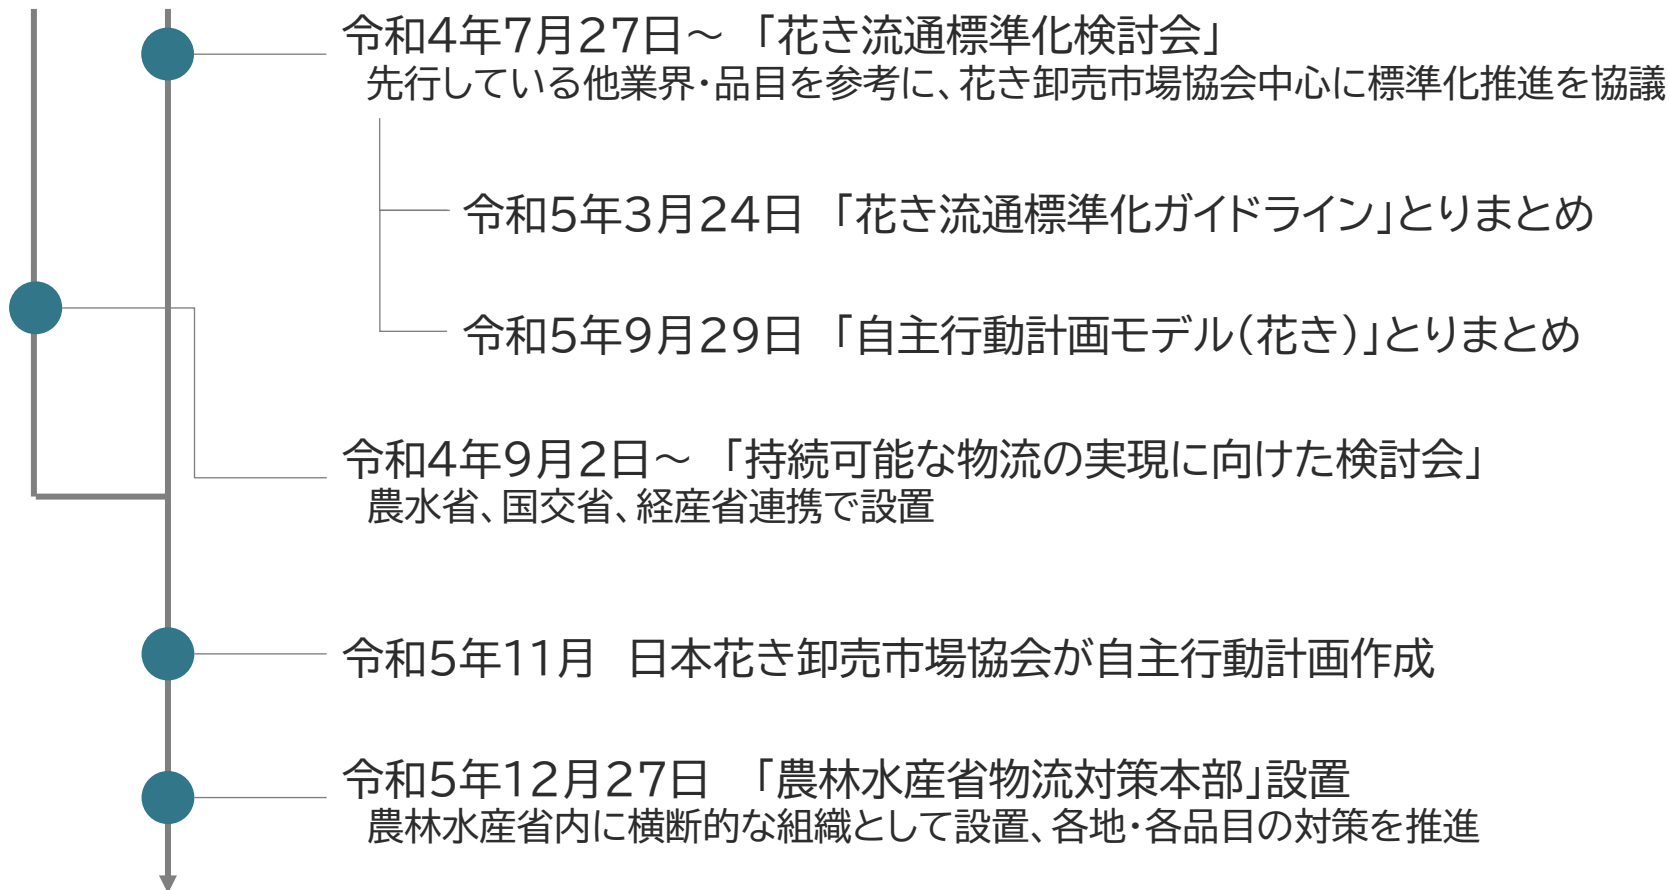 令和4年7月27日～ 「花き流通標準化検討会」
先行している他業界・品目を参考に、花き卸売市場協会中心に標準化推進を協議
令和5年3月24日 「花き流通標準化ガイドライン」とりまとめ
令和5年9月29日 「自主行動計画モデル(花き)」とりまとめ
令和4年9月2日～ 「持続可能な物流の実現に向けた検討会」
農水省、国交省、経産省連携で設置
令和5年11月　日本花き卸売市場協会が自主行動計画作成
令和5年12月27日　「農林水産省物流対策本部」設置
農林水産省内に横断的な組織として設置、各地・各品目の対策を推進